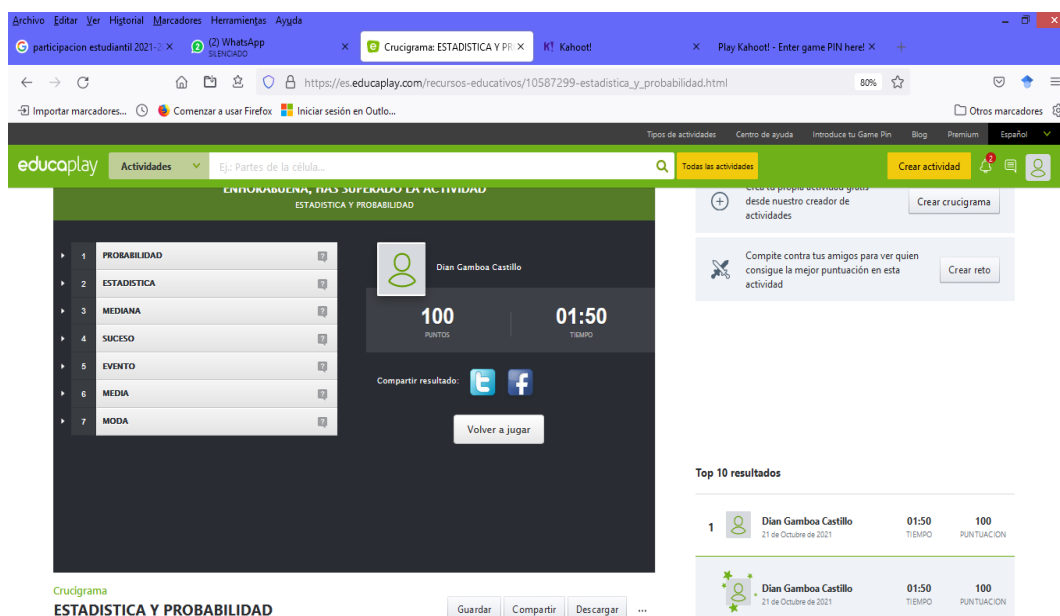 Archivo Editar Ver Historial Marcadores Herramientas Ayuda
participacion estudiantil 2021-2
(2) WhatsApp
SILENCIADO
Crucigrama: ESTADISTICA Y PR
K! Kahoot!
Play Kahoot! - Enter game PIN here!
https://es.educaplay.com/recursos-educativos/10587299-estadistica_y_probabilidad.html
80%
Importar marcadores... Comenzar a usar Firefox Iniciar sesión en Outlo...
Otros marcadores
Tipos de actividades Centro de ayuda Introduce tu Game Pin Blog Premium Español
educaplay Actividades Ej.: Partes de la célula... Todas las actividades Crear actividad 2
ENHORABUENA, HAS SUPERADO LA ACTIVIDAD
ESTADISTICA Y PROBABILIDAD
1 PROBABILIDAD
2 ESTADISTICA
3 MEDIANA
4 SUCESO
5 EVENTO
6 MEDIA
7 MODA
Dian Gamboa Castillo
100 01:50
PUNTOS TIEMPO
Compartir resultado:
Volver a jugar
Crea tu propia actividad gratis
desde nuestro creador de
actividades
Crear crucigrama
Compite contra tus amigos para ver quien
consigue la mejor puntuación en esta
actividad
Crear reto
Top 10 resultados
1 Dian Gamboa Castillo 01:50 100
21 de Octubre de 2021 TIEMPO PUNTUACION
Dian Gamboa Castillo 01:50 100
21 de Octubre de 2021 TIEMPO PUNTUACION
Crucigrama
ESTADISTICA Y PROBABILIDAD
Guardar Compartir Descargar ...